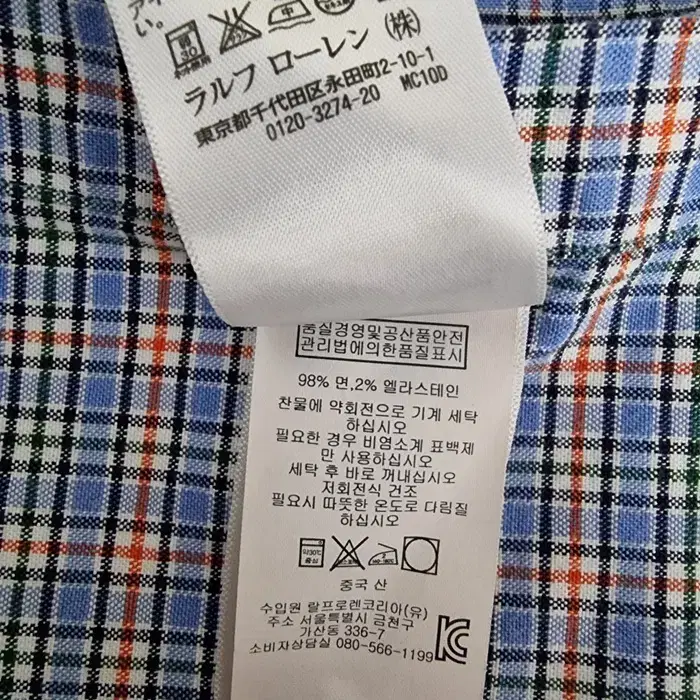 い。
ラルフ ローレン (株)
東京都千代田区永田町2-10-1
0120-3274-20 MC10D
품질경영및공산품안전
관리법에의한품질표시
98% 면,2% 엘라스테인
찬물에 약회전으로 기계 세탁
하십시오
필요한 경우 비염소계 표백제
만 사용하십시오
세탁 후 바로 꺼내십시오
저회전식 건조
필요시 따뜻한 온도로 다림질
하십시오
약30℃
중성
중국 산
수입원 랄프로렌코리아(유)
주소 서울특별시 금천구
가산동 336-7
소비자상담실 080-566-1199